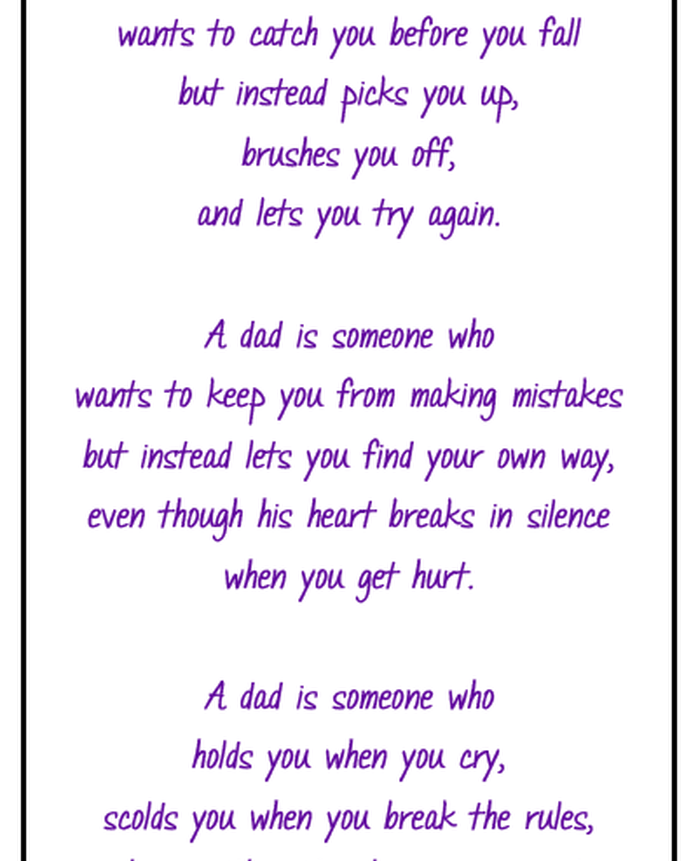 wants to catch you before you fall
but instead picks you up,
brushes you off,
and lets you try again.
A dad is someone who
wants to keep you from making mistakes
but instead lets you find your own way,
even though his heart breaks in silence
when you get hurt.
A dad is someone who
holds you when you cry,
scolds you when you break the rules,